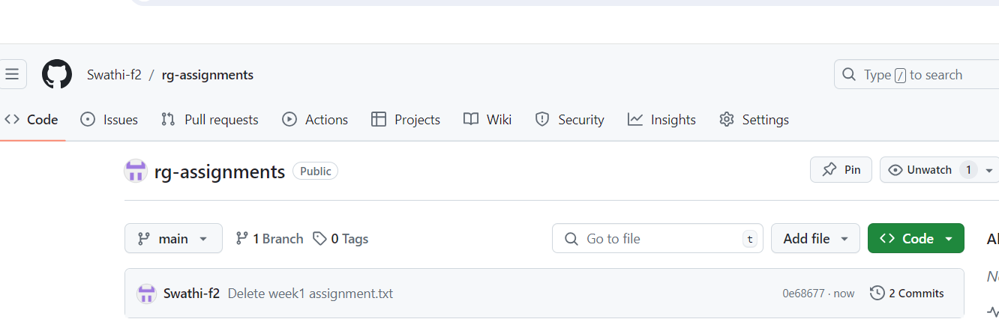 Swathi-f2 / rg-assignments
Type / to search
Code Issues Pull requests Actions Projects Wiki Security Insights Settings
rg-assignments Public
Pin Unwatch 1
main 1 Branch 0 Tags
Go to file t Add file Code
Swathi-f2 Delete week1 assignment.txt 0e68677 · now 2 Commits